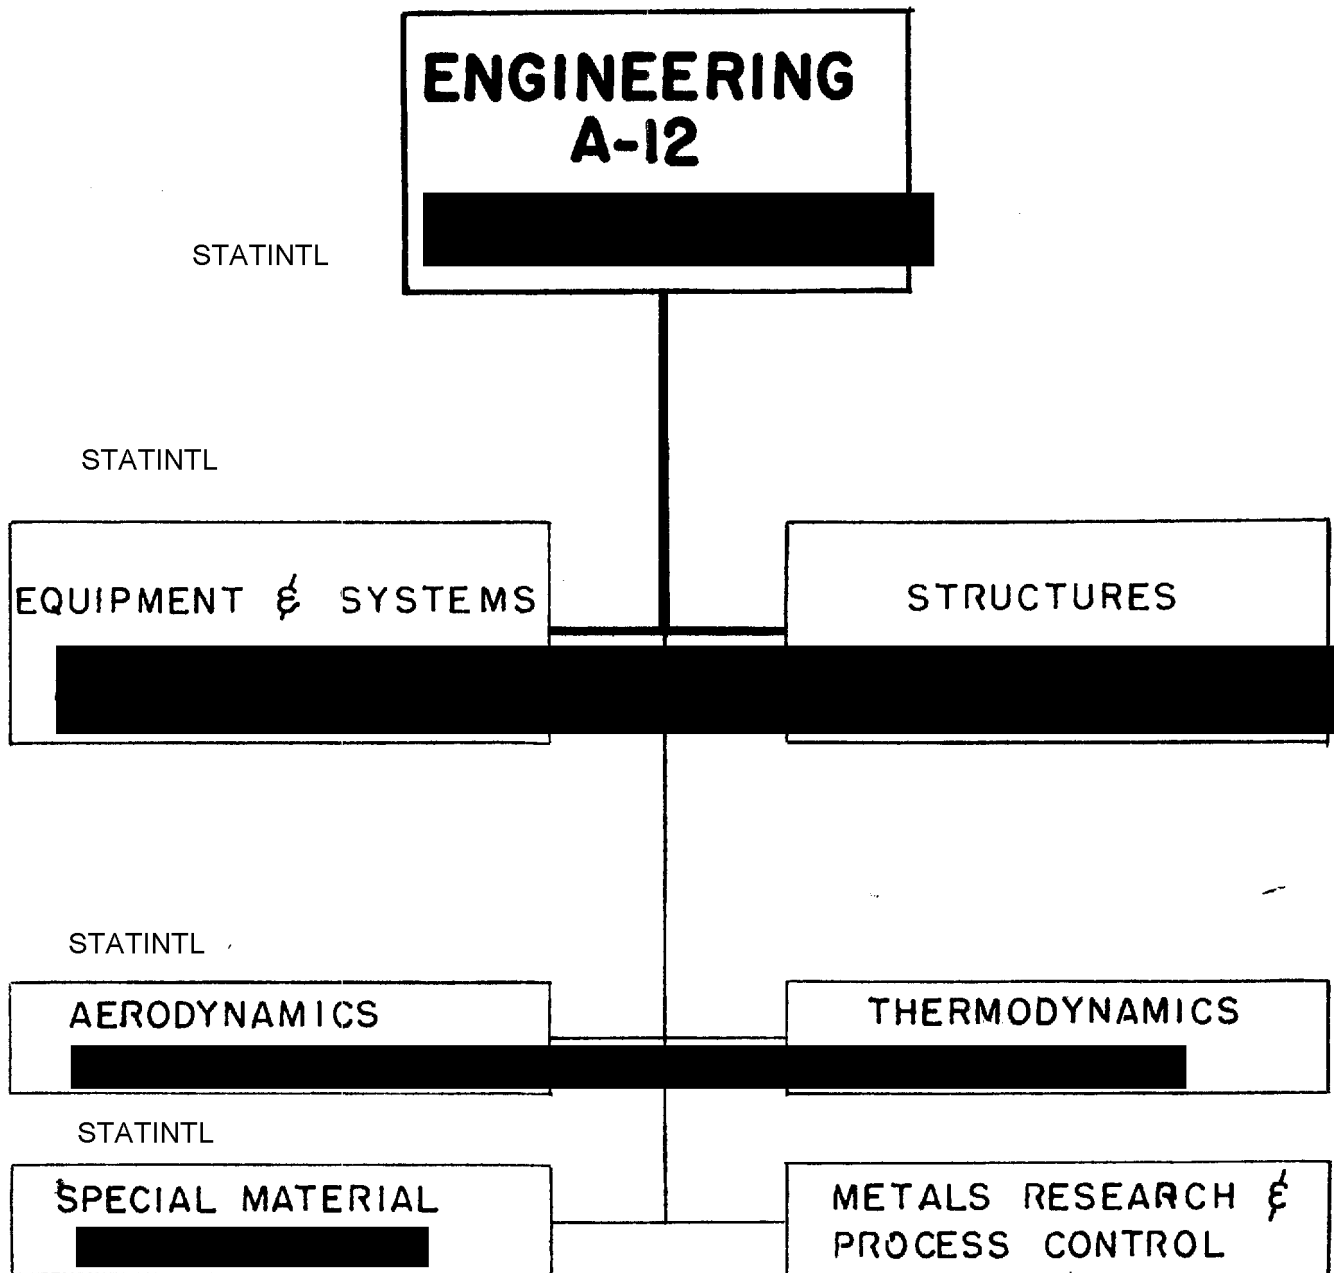 ENGINEERING
A-12
STATINTL
STATINTL
EQUIPMENT & SYSTEMS
STRUCTURES
STATINTL
AERODYNAMICS
THERMODYNAMICS
STATINTL
SPECIAL MATERIAL
METALS RESEARCH &
PROCESS CONTROL